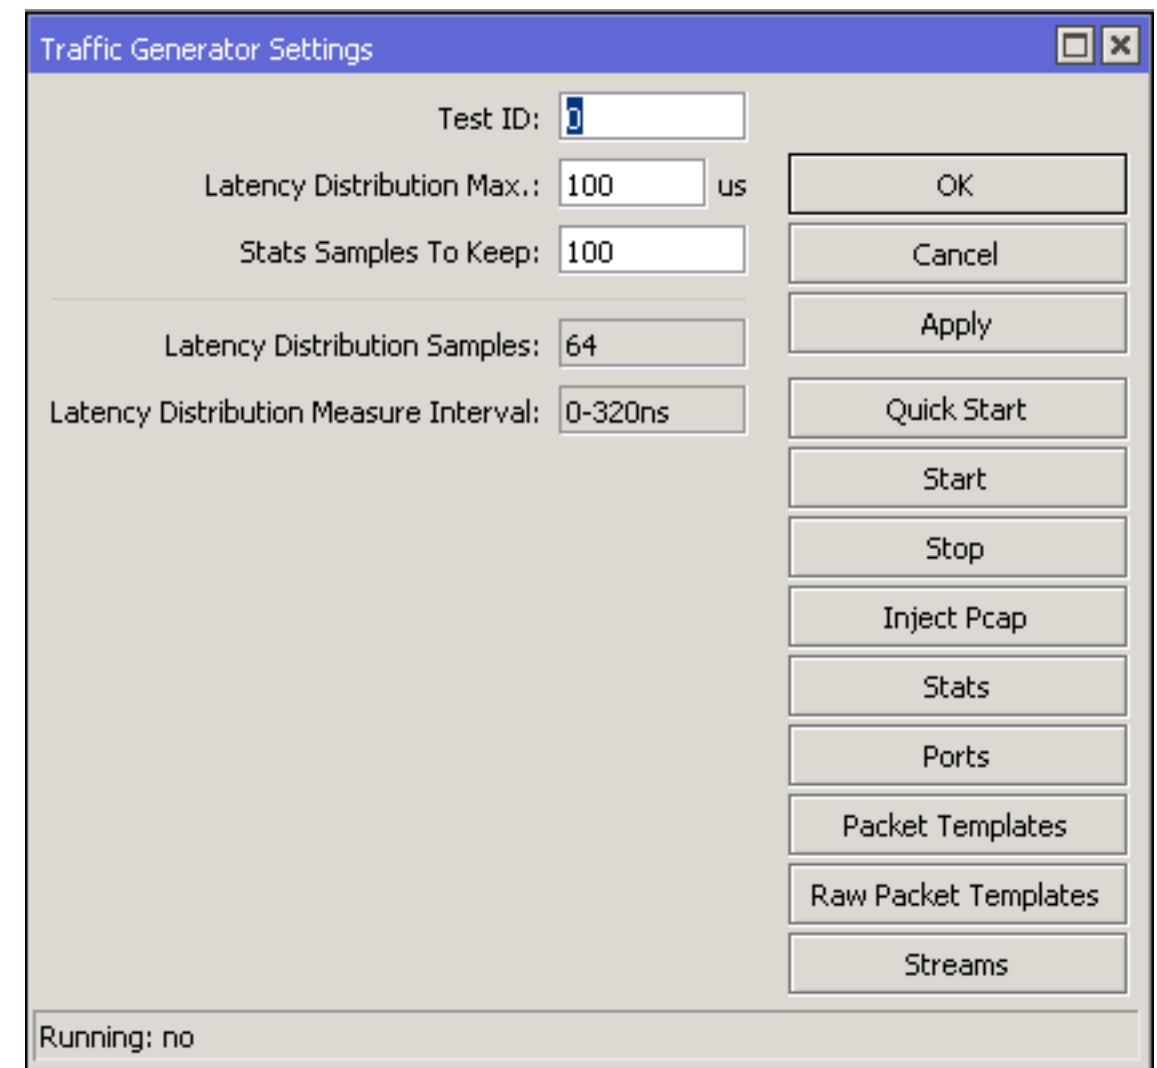 Traffic Generator Settings
Test ID: 0
Latency Distribution Max.: 100 us
Stats Samples To Keep: 100
Latency Distribution Samples: 64
Latency Distribution Measure Interval: 0-320ns
OK
Cancel
Apply
Quick Start
Start
Stop
Inject Pcap
Stats
Ports
Packet Templates
Raw Packet Templates
Streams
Running: no